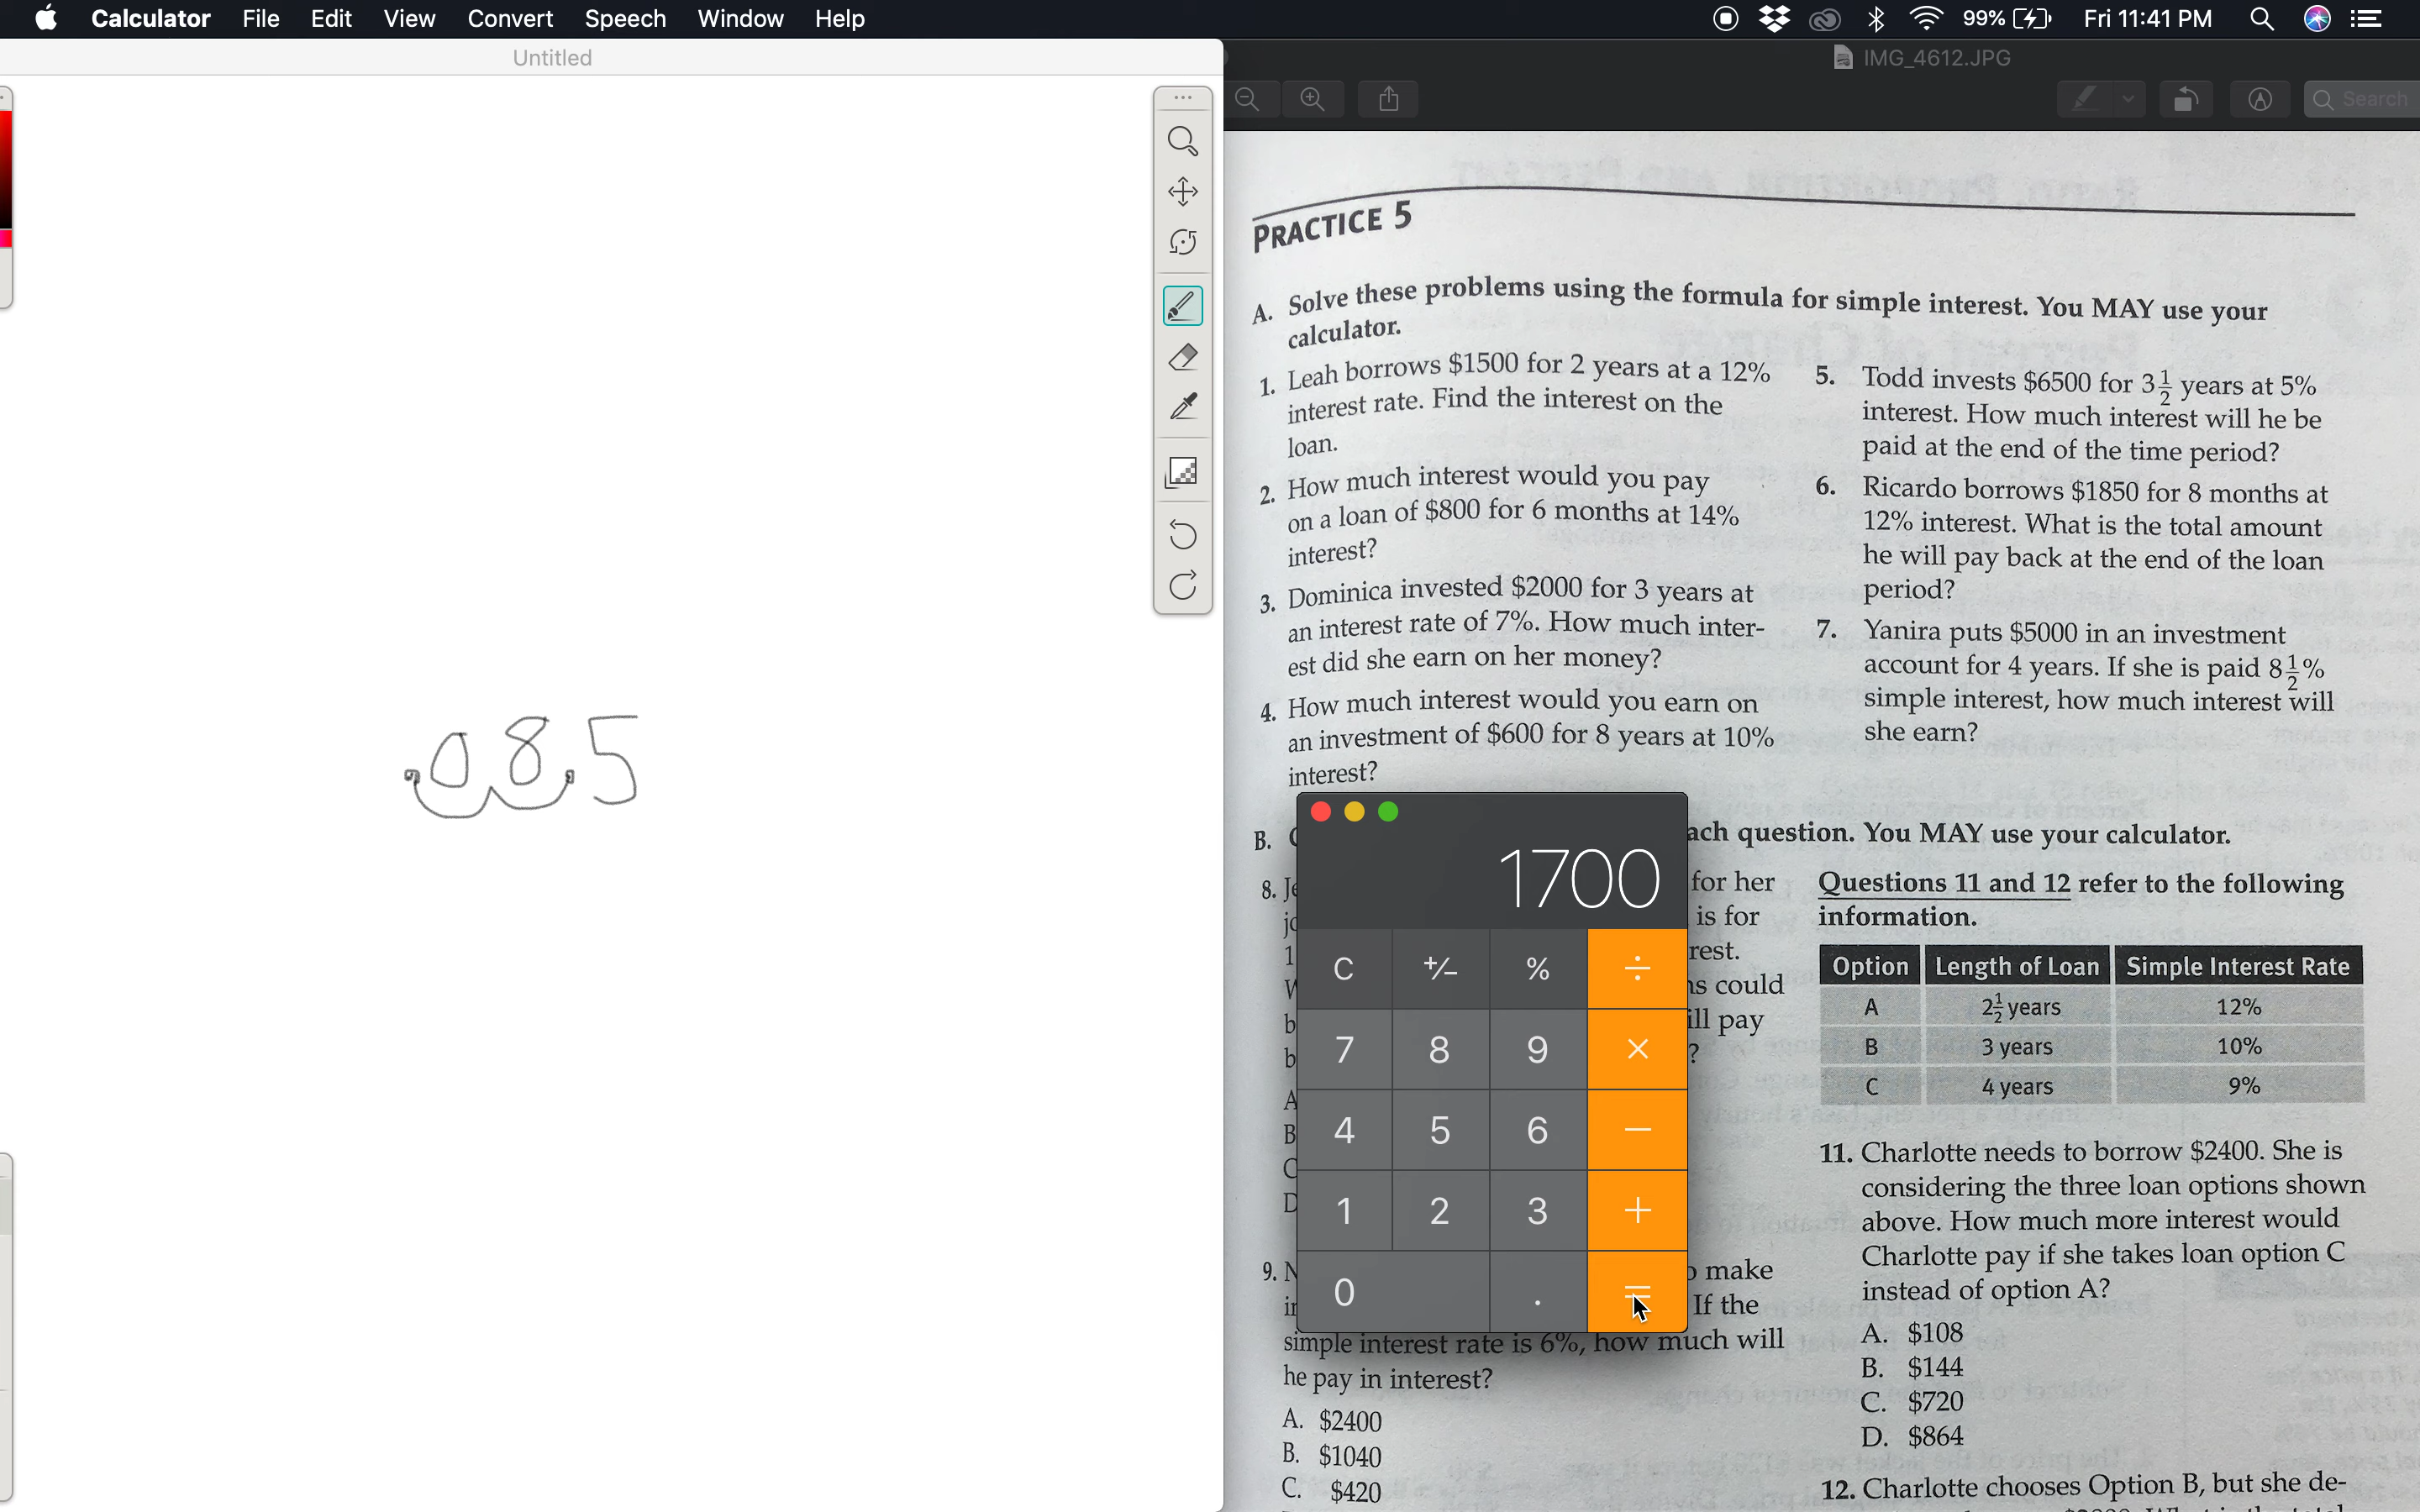 Calculator File Edit View Convert Speech Window Help 99% Fri 11:41 PM
Untitled
.085
IMG_4612.JPG
Search
PRACTICE 5
A. Solve these problems using the formula for simple interest. You MAY use your
calculator.
1. Leah borrows $1500 for 2 years at a 12%
interest rate. Find the interest on the
loan.
2. How much interest would you pay
on a loan of $800 for 6 months at 14%
interest?
3. Dominica invested $2000 for 3 years at
an interest rate of 7%. How much inter-
est did she earn on her money?
4. How much interest would you earn on
an investment of $600 for 8 years at 10%
interest?
5. Todd invests $6500 for 3 1/2 years at 5%
interest. How much interest will he be
paid at the end of the time period?
6. Ricardo borrows $1850 for 8 months at
12% interest. What is the total amount
he will pay back at the end of the loan
period?
7. Yanira puts $5000 in an investment
account for 4 years. If she is paid 8 1/2%
simple interest, how much interest will
she earn?
B.
ach question. You MAY use your calculator.
8.
for her
is for
rest.
could
ill pay
?
A
B
C
D
9.
make
If the
simple interest rate is 6%, how much will
he pay in interest?
A. $2400
B. $1040
C. $420
1700
C +/- % ÷
7 8 9 ×
4 5 6 −
1 2 3 +
0 . =
Questions 11 and 12 refer to the following
information.
Option Length of Loan Simple Interest Rate
A 2 1/2 years 12%
B 3 years 10%
C 4 years 9%
11. Charlotte needs to borrow $2400. She is
considering the three loan options shown
above. How much more interest would
Charlotte pay if she takes loan option C
instead of option A?
A. $108
B. $144
C. $720
D. $864
12. Charlotte chooses Option B, but she de-